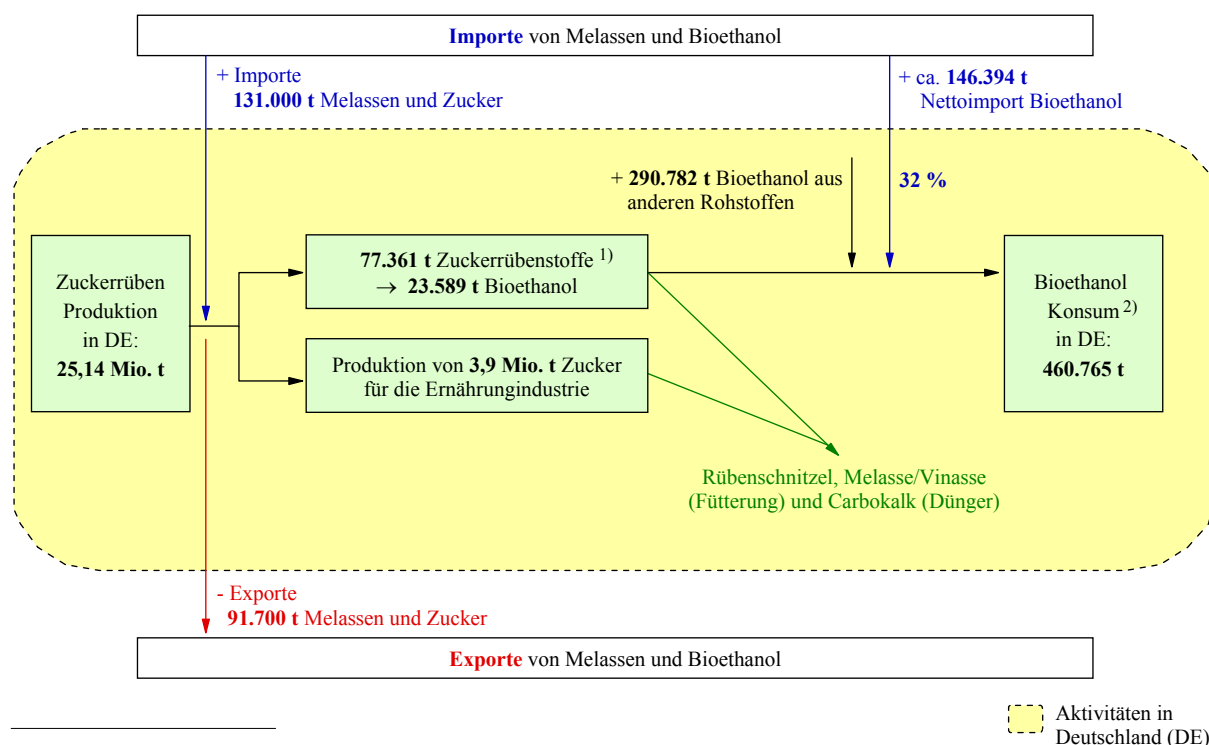 Importe von Melassen und Bioethanol
+ Importe
131.000 t Melassen und Zucker
+ ca. 146.394 t
Nettoimport Bioethanol
+ 290.782 t Bioethanol aus
anderen Rohstoffen
32 %
Zuckerrüben
Produktion
in DE:
25,14 Mio. t
77.361 t Zuckerrübenstoffe 1)
→ 23.589 t Bioethanol
Produktion von 3,9 Mio. t Zucker
für die Ernährungindustrie
Bioethanol
Konsum 2)
in DE:
460.765 t
Rübenschnitzel, Melasse/Vinasse
(Fütterung) und Carbokalk (Dünger)
- Exporte
91.700 t Melassen und Zucker
Exporte von Melassen und Bioethanol
Aktivitäten in
Deutschland (DE)